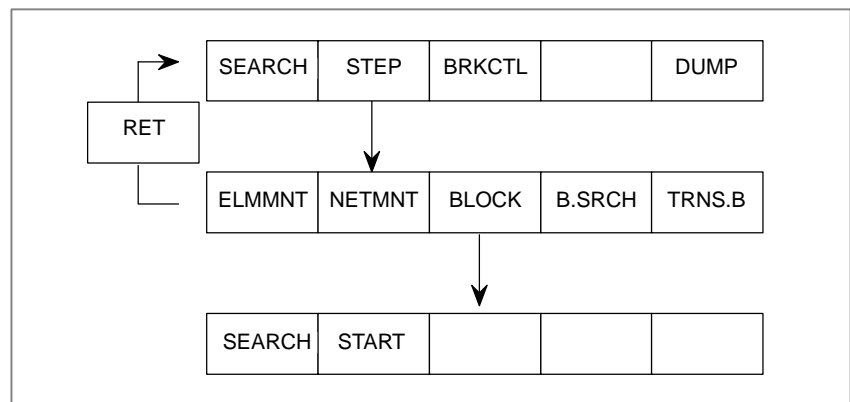 SEARCH STEP BRKCTL DUMP
RET
ELMMNT NETMNT BLOCK B.SRCH TRNS.B
SEARCH START